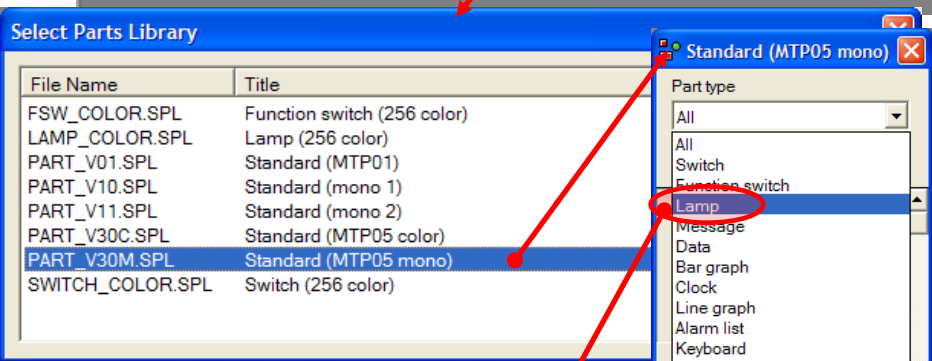 Select Parts Library
File Name Title
FSW_COLOR.SPL Function switch (256 color)
LAMP_COLOR.SPL Lamp (256 color)
PART_V01.SPL Standard (MTP01)
PART_V10.SPL Standard (mono 1)
PART_V11.SPL Standard (mono 2)
PART_V30C.SPL Standard (MTP05 color)
PART_V30M.SPL Standard (MTP05 mono)
SWITCH_COLOR.SPL Switch (256 color)
Standard (MTP05 mono)
Part type
All
All
Switch
Function switch
Lamp
Message
Data
Bar graph
Clock
Line graph
Alarm list
Keyboard